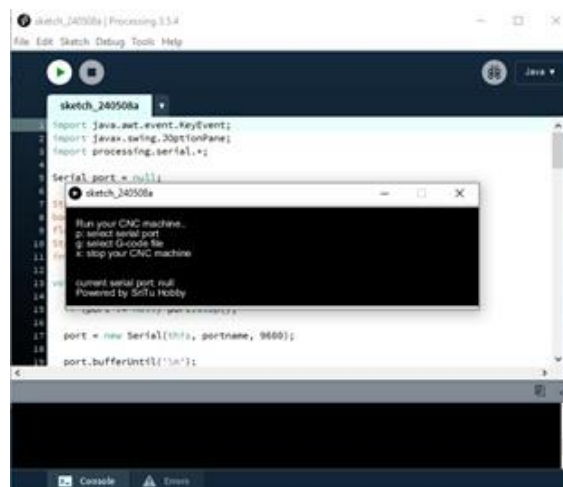 sketch_240508a | Processing 3.5.4
File Edit Sketch Debug Tools Help
Java
sketch_240508a
1 import java.awt.event.KeyEvent;
2 import javax.swing.JOptionPane;
3 import processing.serial.*;
4
5 Serial port = null;
sketch_240508a
Run your CNC machine..
p: select serial port
g: select G-code file
x: stop your CNC machine
current serial port: null
Powered by SriTu Hobby
16
17 port = new Serial(this, portname, 9600);
18
19 port.bufferUntil('\n');
Console
Errors